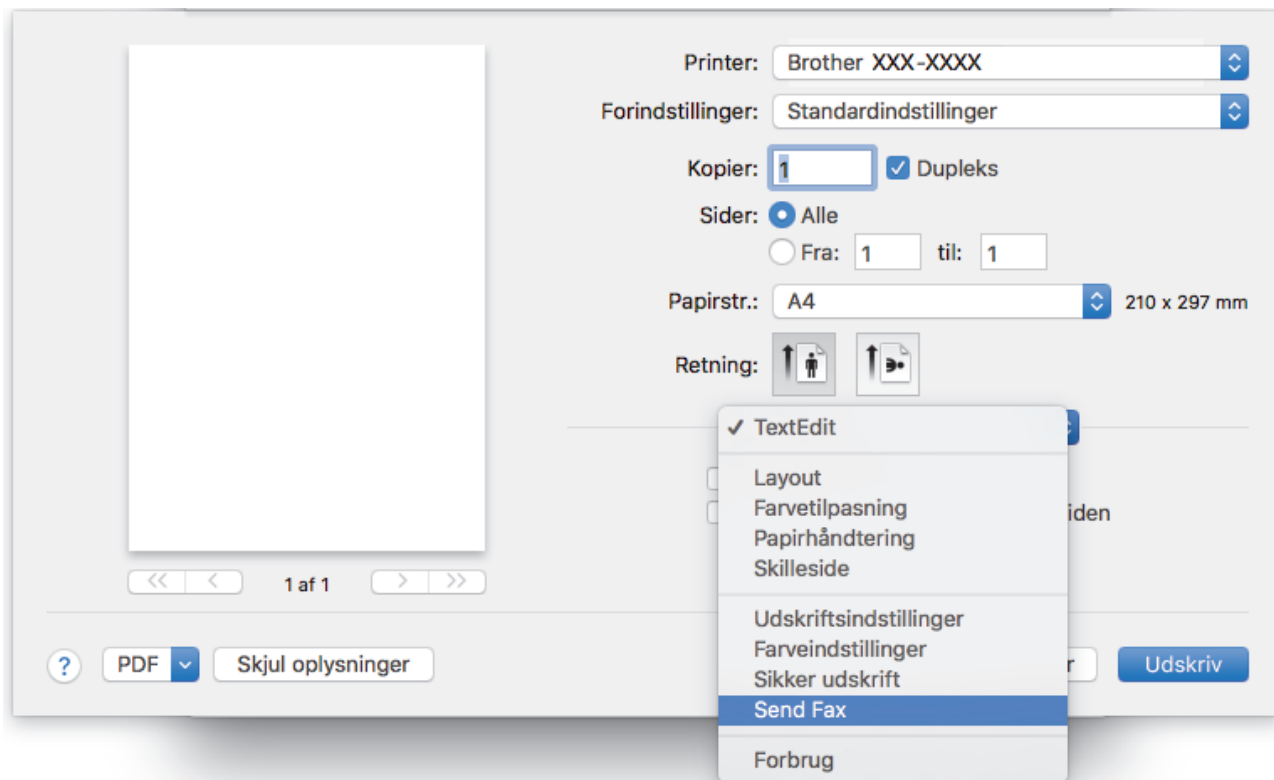 Printer: Brother XXX-XXXX
Forindstillinger: Standardindstillinger
Kopier: 1 Dupleks
Sider: Alle
Fra: 1 til: 1
Papirstr.: A4 210 x 297 mm
Retning:
TextEdit
Layout
Farvetilpasning
iden
Papirhåndtering
Skilleside
1 af 1
Udskriftsindstillinger
Farveindstillinger
? PDF Skjul oplysninger r Udskriv
Sikker udskrift
Send Fax
Forbrug